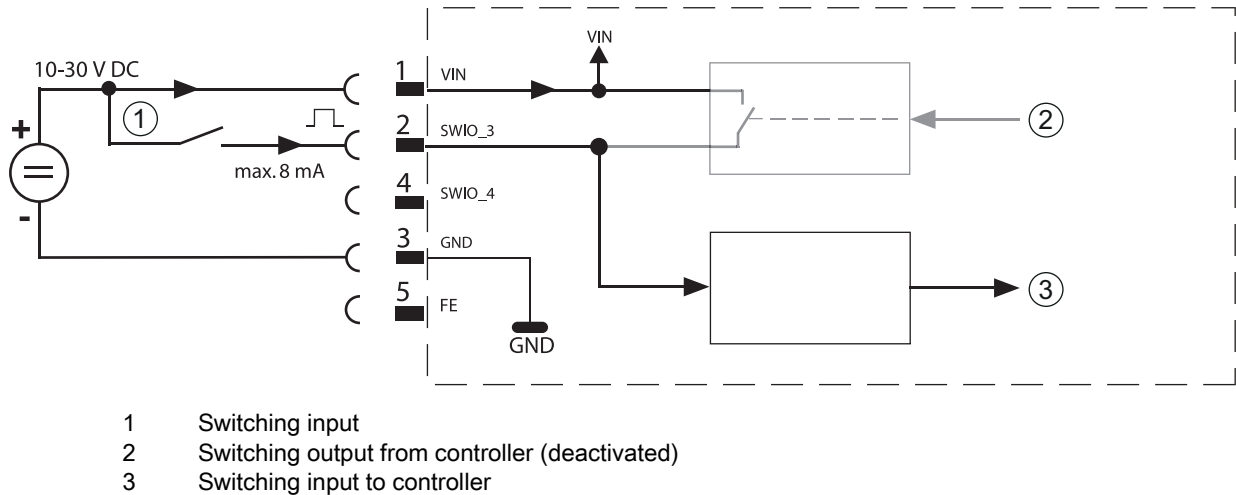 VIN
10-30 V DC
1 VIN
1
2 SWIO_3
2
+
max. 8 mA
4 SWIO_4
-
3 GND
3
5 FE
GND
1 Switching input
2 Switching output from controller (deactivated)
3 Switching input to controller